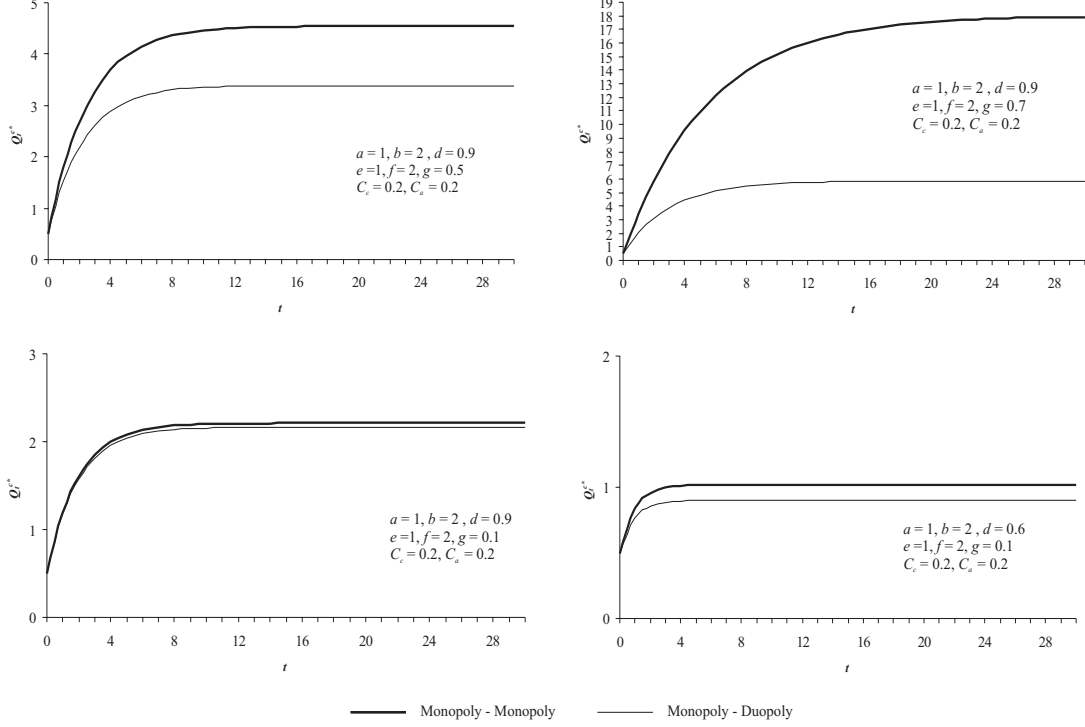 5
4
3
2
1
0
Q_t^{c*}
0 4 8 12 16 20 24 28
t
a = 1, b = 2 , d = 0.9
e =1, f = 2, g = 0.5
C_c = 0.2, C_a = 0.2
19
18
17
16
15
14
13
12
11
10
9
8
7
6
5
4
3
2
1
0
Q_t^{c*}
0 4 8 12 16 20 24 28
t
a = 1, b = 2 , d = 0.9
e =1, f = 2, g = 0.7
C_c = 0.2, C_a = 0.2
3
2
1
0
Q_t^{c*}
0 4 8 12 16 20 24 28
t
a = 1, b = 2 , d = 0.9
e =1, f = 2, g = 0.1
C_c = 0.2, C_a = 0.2
2
1
0
Q_t^{c*}
0 4 8 12 16 20 24 28
t
a = 1, b = 2 , d = 0.6
e =1, f = 2, g = 0.1
C_c = 0.2, C_a = 0.2
Monopoly - Monopoly Monopoly - Duopoly